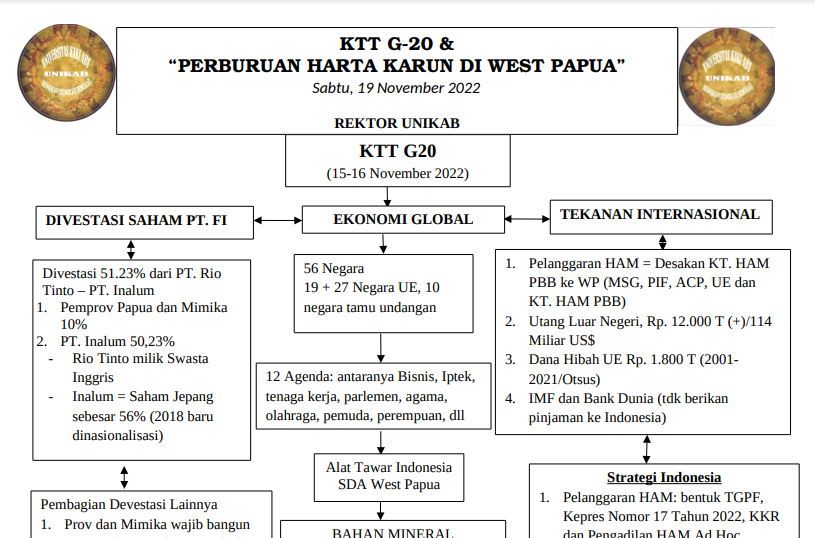 KTT G-20 &
“PERBURUAN HARTA KARUN DI WEST PAPUA”
Sabtu, 19 November 2022
REKTOR UNIKAB
UNIKAB
UNIKAB
KTT G20
(15-16 November 2022)
DIVESTASI SAHAM PT. FI
EKONOMI GLOBAL
TEKANAN INTERNASIONAL
Divestasi 51.23% dari PT. Rio
Tinto – PT. Inalum
1. Pemprov Papua dan Mimika
10%
2. PT. Inalum 50,23%
- Rio Tinto milik Swasta
Inggris
- Inalum = Saham Jepang
sebesar 56% (2018 baru
dinasionalisasi)
56 Negara
19 + 27 Negara UE, 10
negara tamu undangan
1. Pelanggaran HAM = Desakan KT. HAM
PBB ke WP (MSG, PIF, ACP, UE dan
KT. HAM PBB)
2. Utang Luar Negeri, Rp. 12.000 T (+)/114
Miliar US$
3. Dana Hibah UE Rp. 1.800 T (2001-
2021/Otsus)
4. IMF dan Bank Dunia (tdk berikan
pinjaman ke Indonesia)
12 Agenda: antaranya Bisnis, Iptek,
tenaga kerja, parlemen, agama,
olahraga, pemuda, perempuan, dll
Alat Tawar Indonesia
SDA West Papua
Strategi Indonesia
1. Pelanggaran HAM: bentuk TGPF,
Kepres Nomor 17 Tahun 2022, KKR
dan Pengadilan HAM Ad Hoc
Pembagian Devestasi Lainnya
1. Prov dan Mimika wajib bangun
BAHAN MINERAL